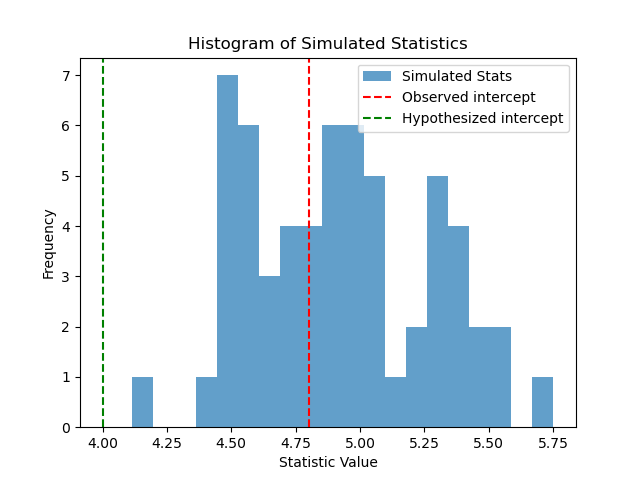 Histogram of Simulated Statistics
Simulated Stats
Observed intercept
Hypothesized intercept
7
6
5
4
3
2
1
0
Frequency
4.00 4.25 4.50 4.75 5.00 5.25 5.50 5.75
Statistic Value